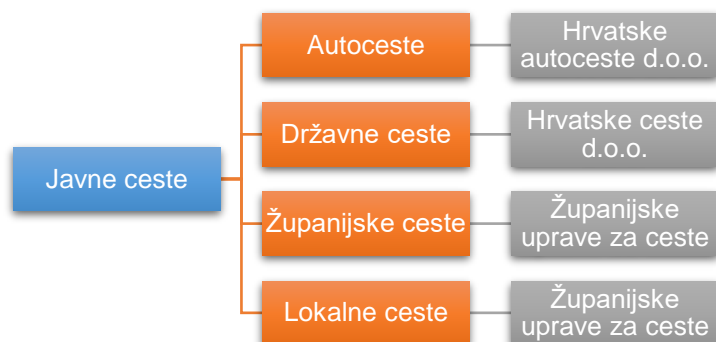 Javne ceste
Autoceste
Hrvatske
autoceste d.o.o.
Državne ceste
Hrvatske ceste
d.o.o.
Županijske ceste
Županijske
uprave za ceste
Lokalne ceste
Županijske
uprave za ceste